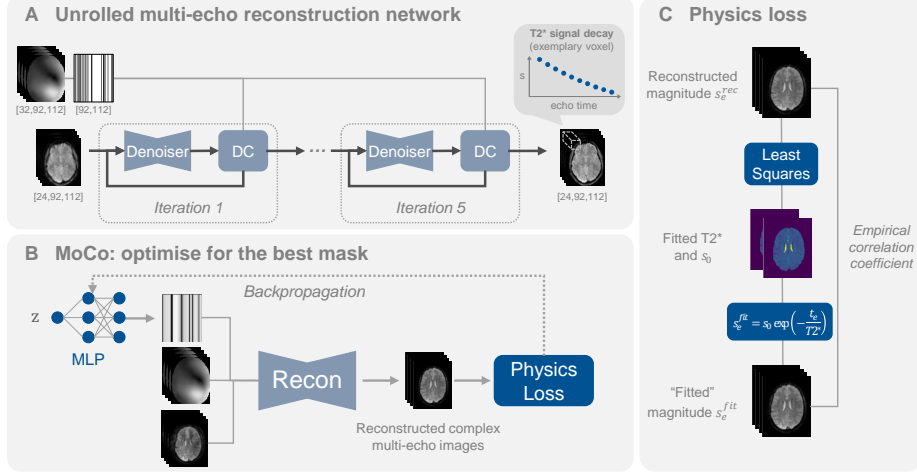 A Unrolled multi-echo reconstruction network
T2* signal decay
(exemplary voxel)
s
echo time
[32,92,112]
[92,112]
Denoiser
DC
...
Denoiser
DC
[24,92,112]
Iteration 1
Iteration 5
[24,92,112]
B MoCo: optimise for the best mask
Backpropagation
z
MLP
Recon
Physics
Loss
Reconstructed complex
multi-echo images
C Physics loss
Reconstructed
magnitude s_e^{rec}
Least
Squares
Fitted T2*
and s_0
Empirical
correlation
coefficient
s_e^{fit} = s_0 exp(-t_e/T2*)
"Fitted"
magnitude s_e^{fit}